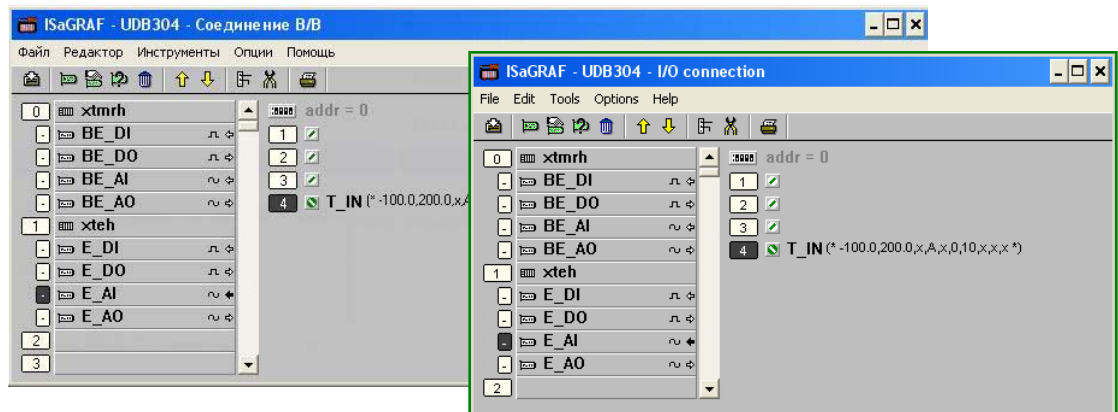 ISaGRAF - UDB304 - Соединение В/В
Файл Редактор Инструменты Опции Помощь
0 xtmrh
BE_DI
BE_DO
BE_AI
BE_AO
1 xteh
E_DI
E_DO
E_AI
E_AO
2
3
addr = 0
1
2
3
4 T_IN (* -100.0,200.0,x,A
ISaGRAF - UDB304 - I/O connection
File Edit Tools Options Help
0 xtmrh
BE_DI
BE_DO
BE_AI
BE_AO
1 xteh
E_DI
E_DO
E_AI
E_AO
2
addr = 0
1
2
3
4 T_IN (* -100.0,200.0,x,A,x,0,10,x,x,x *)